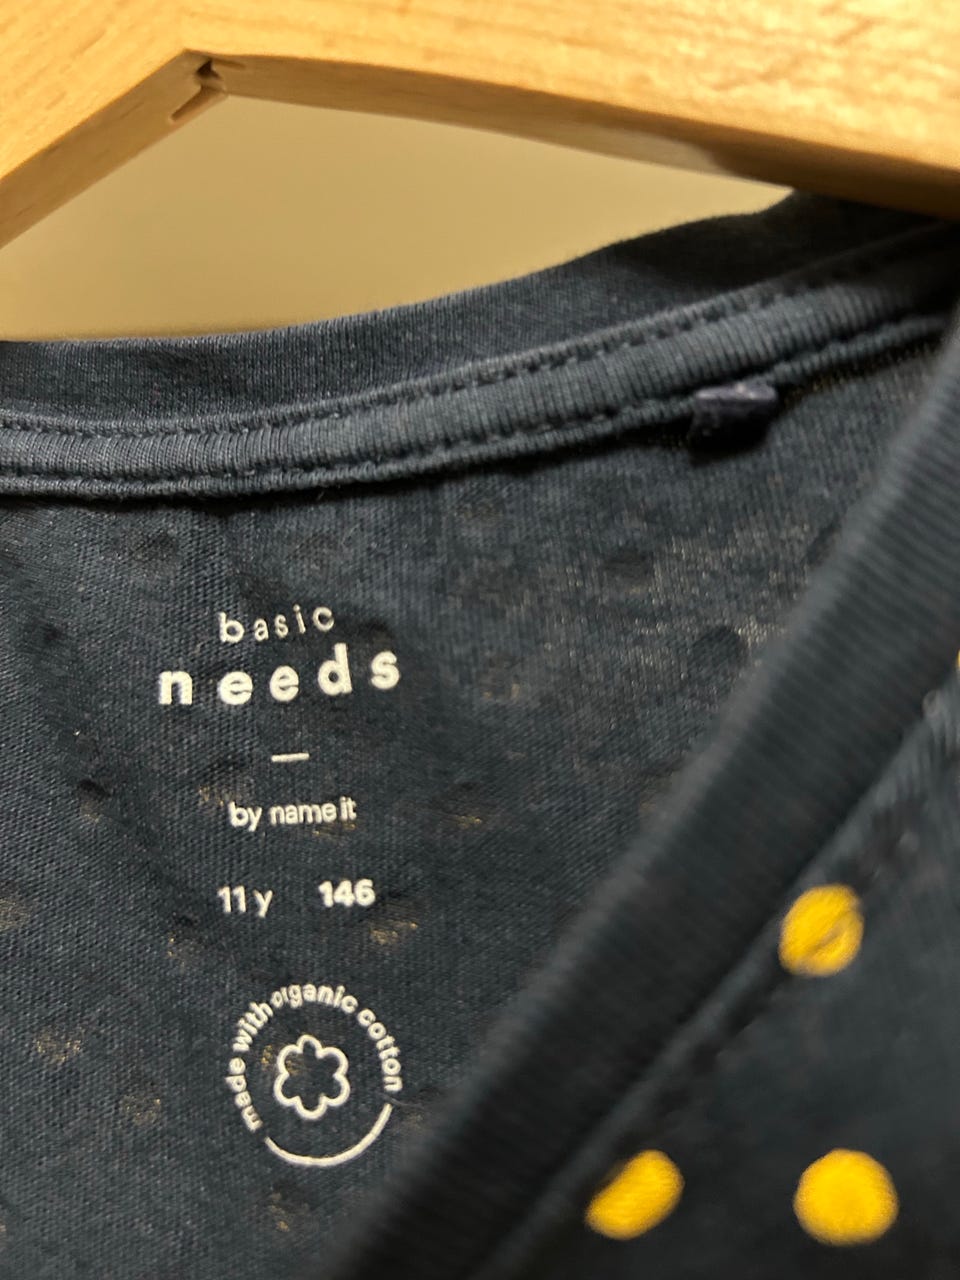 basic
needs
—
by name it
11 y 146
made with organic cotton